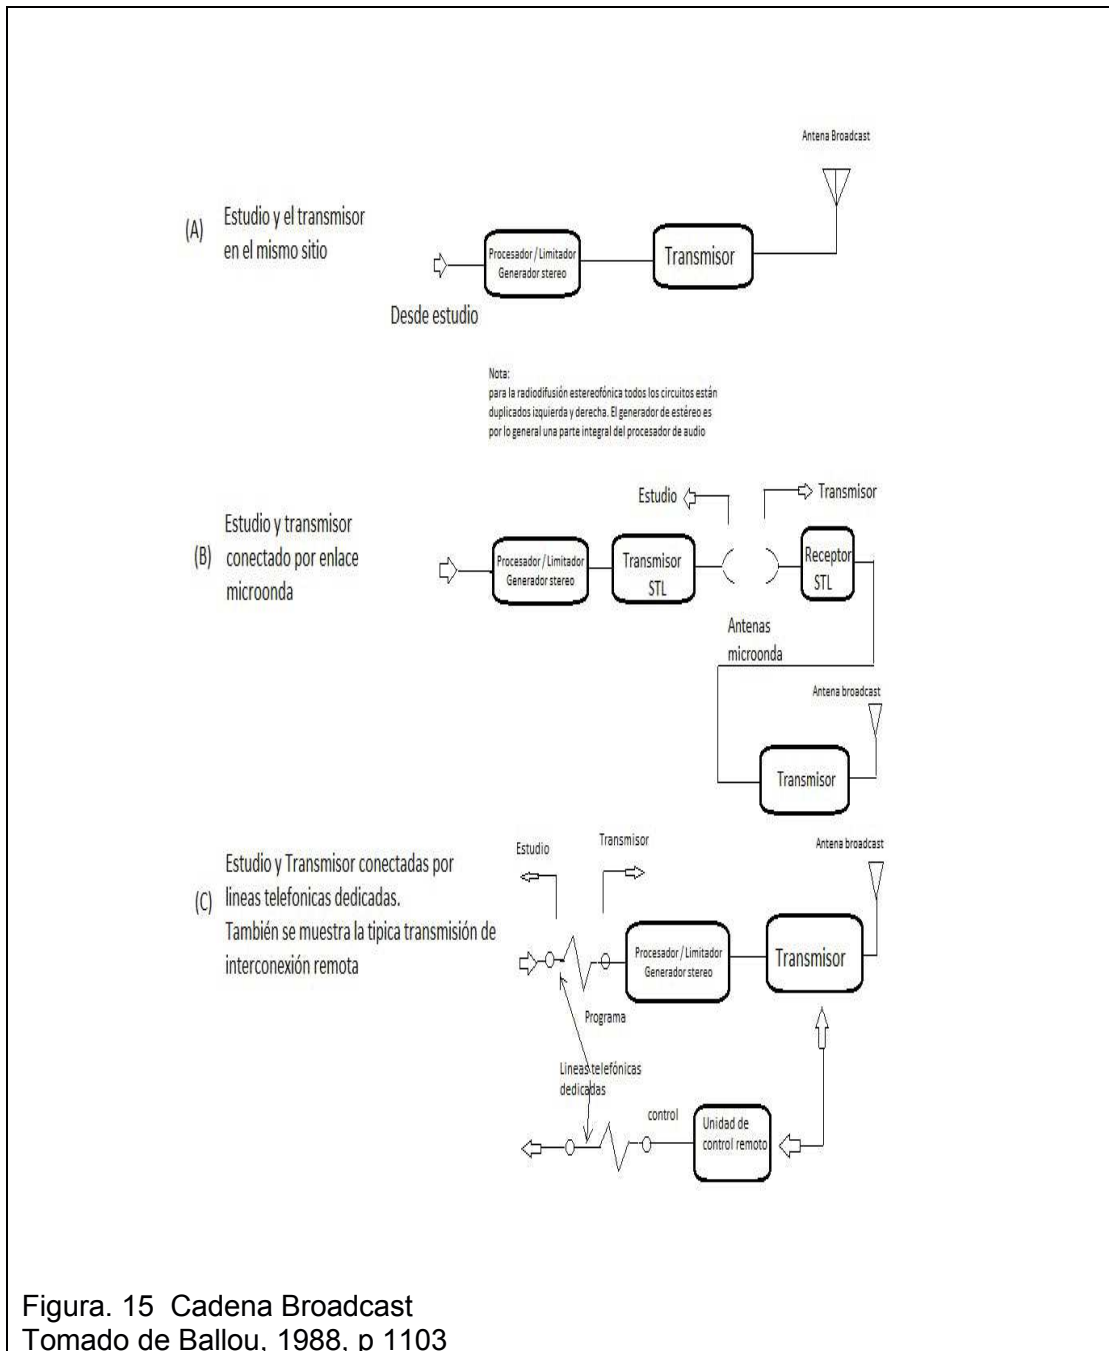 Antena Broadcast
(A)
Estudio y el transmisor
en el mismo sitio
Procesador / Limitador
Generador stereo
Transmisor
Desde estudio
Nota:
para la radiodifusión estereofónica todos los circuitos están
duplicados izquierda y derecha. El generador de estéreo es
por lo general una parte integral del procesador de audio
Estudio
Transmisor
(B)
Estudio y transmisor
conectado por enlace
microonda
Procesador / Limitador
Generador stereo
Transmisor
STL
Receptor
STL
Antenas
microonda
Antena broadcast
Transmisor
(C)
Estudio y Transmisor conectadas por
lineas telefonicas dedicadas.
También se muestra la tipica transmisión de
interconexión remota
Estudio
Transmisor
Antena broadcast
Procesador / Limitador
Generador stereo
Transmisor
Programa
Lineas telefónicas
dedicadas
control
Unidad de
control remoto
Figura. 15 Cadena Broadcast
Tomado de Ballou, 1988, p 1103